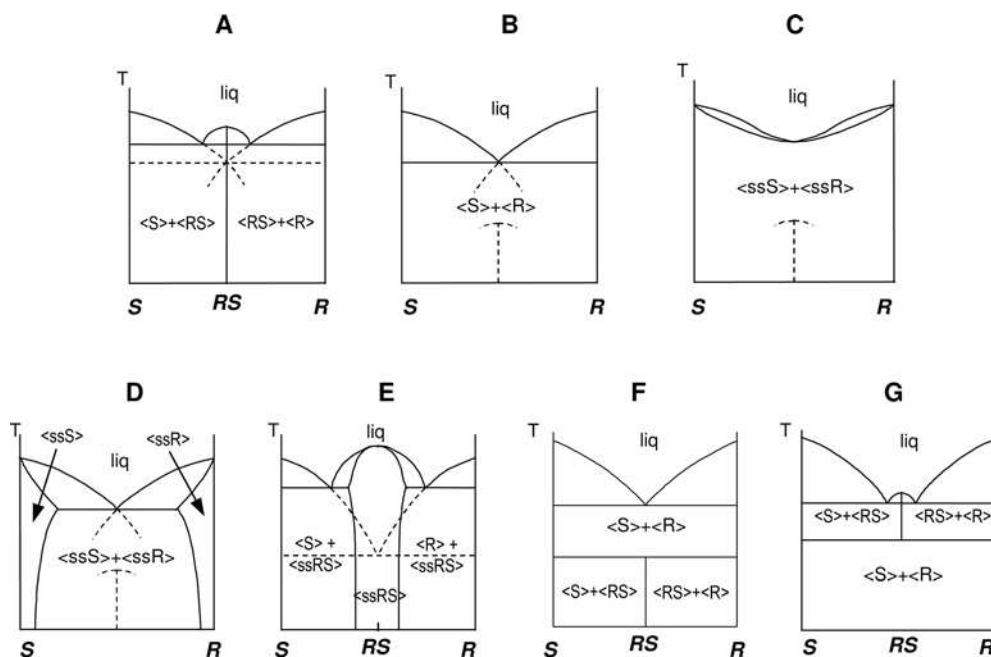 A B C
T liq T liq T liq
<S>+<RS> <RS>+<R> <S>+<R> <ssS>+<ssR>
S RS R S R S R
D E F G
T <ssS> <ssR> liq T liq T liq T liq
<S>+<R> <S>+<RS> <RS>+<R>
<ssS>+<ssR> <S> + <R> +
<ssRS> <ssRS>
<ssRS> <S>+<RS> <RS>+<R> <S>+<R>
S R S RS R S RS R S RS R